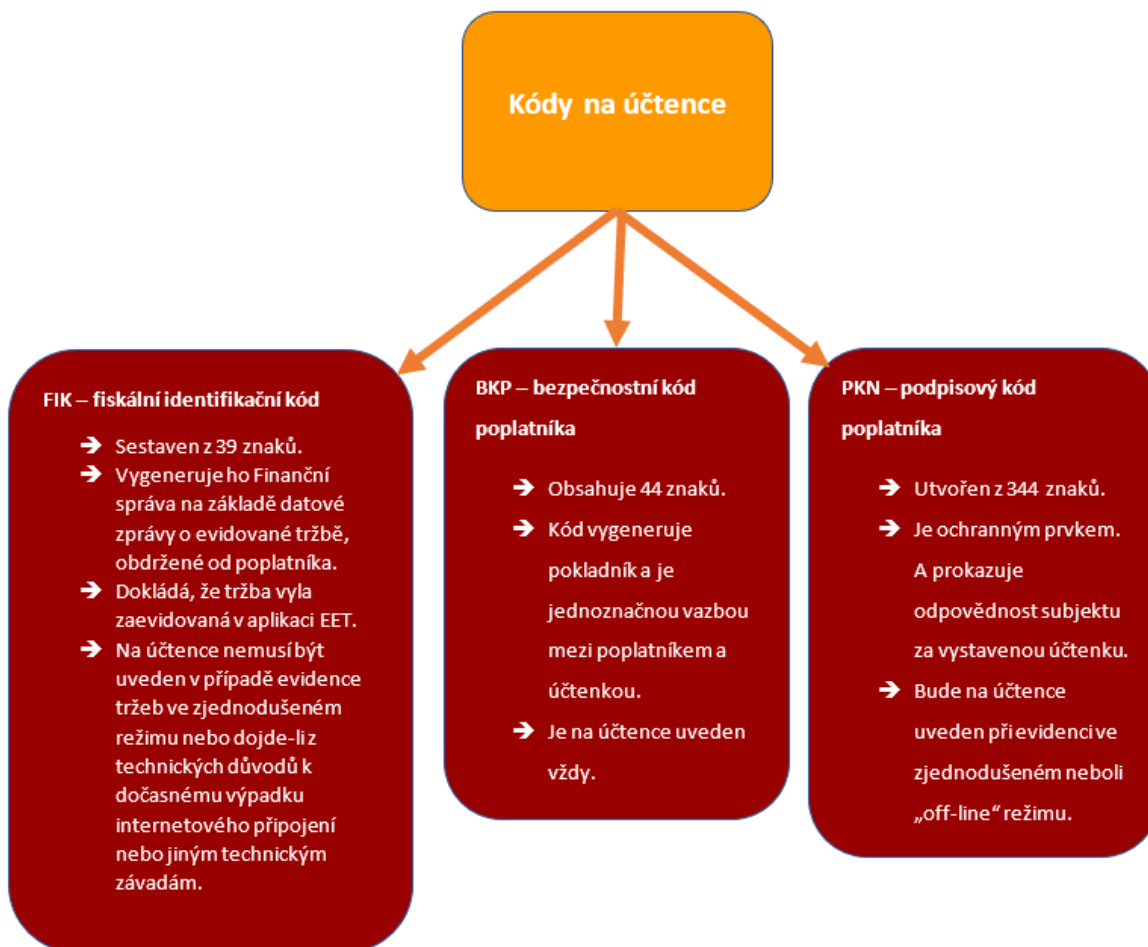 Kódy na účtence
FIK – fiskální identifikační kód
➔ Sestaven z 39 znaků.
➔ Vygeneruje ho Finanční
správa na základě datové
zprávy o evidované tržbě,
obdržené od poplatníka.
➔ Dokládá, že tržba vyla
zaevidovaná v aplikaci EET.
➔ Na účtence nemusí být
uveden v případě evidence
tržeb ve zjednodušeném
režimu nebo dojde-li z
technických důvodů k
dočasnému výpadku
internetového připojení
nebo jiným technickým
závadám.
BKP – bezpečnostní kód
poplatníka
➔ Obsahuje 44 znaků.
➔ Kód vygeneruje
pokladník a je
jednoznačnou vazbou
mezi poplatníkem a
účtenkou.
➔ Je na účtence uveden
vždy.
PKN – podpisový kód
poplatníka
➔ Utvořen z 344 znaků.
➔ Je ochranným prvkem.
A prokazuje
odpovědnost subjektu
za vystavenou účtenku.
➔ Bude na účtence
uveden při evidenci ve
zjednodušeném neboli
„off-line“ režimu.